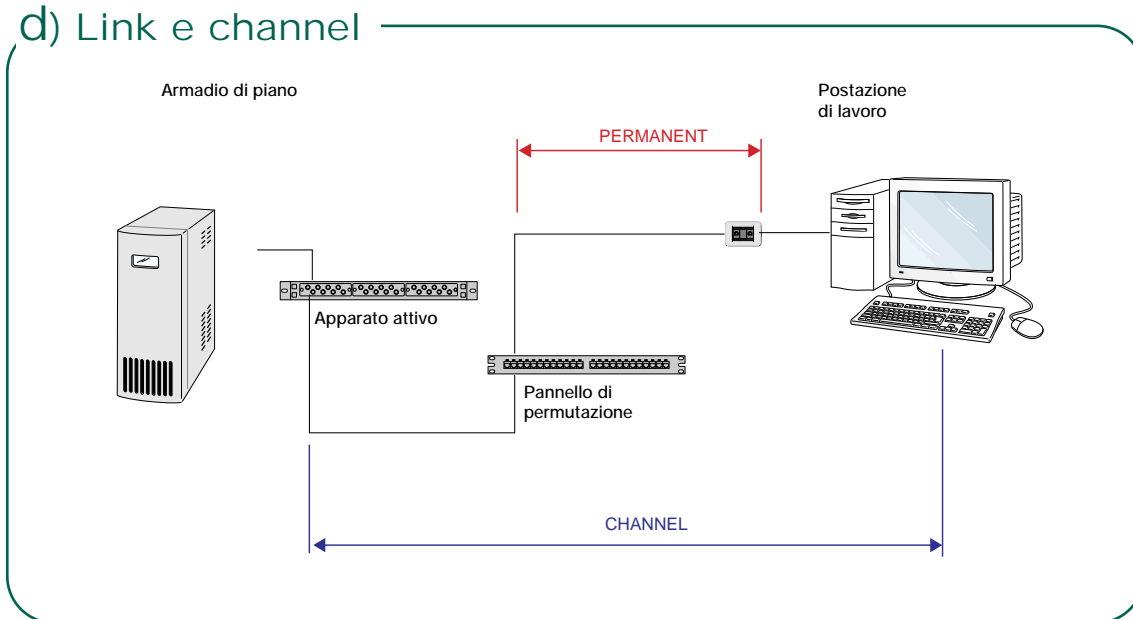 d) Link e channel
Armadio di piano
Postazione
di lavoro
PERMANENT
Apparato attivo
Pannello di
permutazione
CHANNEL